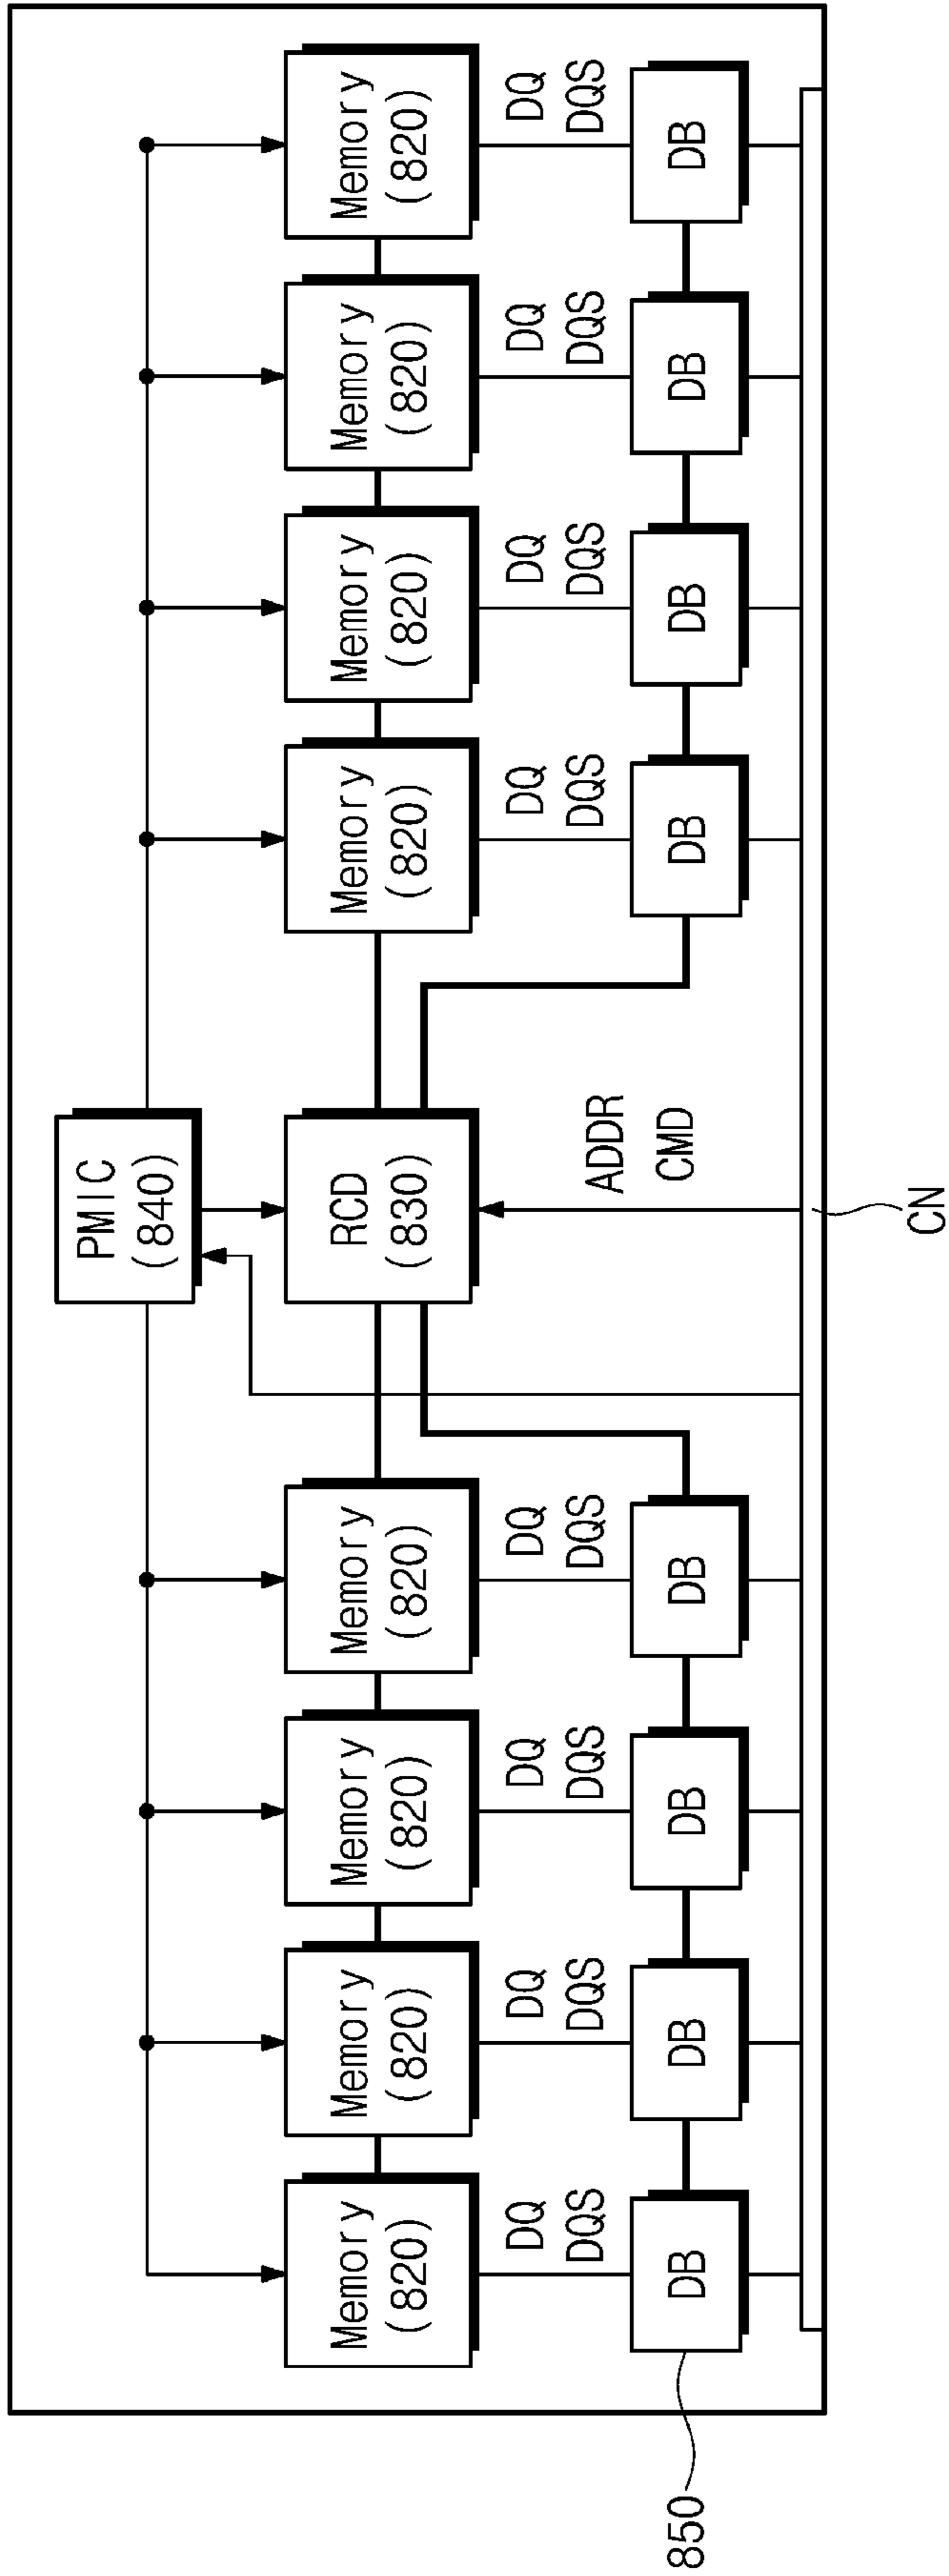 PMIC
(840)
Memory
(820)
Memory
(820)
Memory
(820)
Memory
(820)
RCD
(830)
Memory
(820)
Memory
(820)
Memory
(820)
Memory
(820)
DQ
DQS
DQ
DQS
DQ
DQS
DQ
DQS
ADDR
CMD
DQ
DQS
DQ
DQS
DQ
DQS
DQ
DQS
850
DB
DB
DB
DB
DB
DB
DB
DB
CN